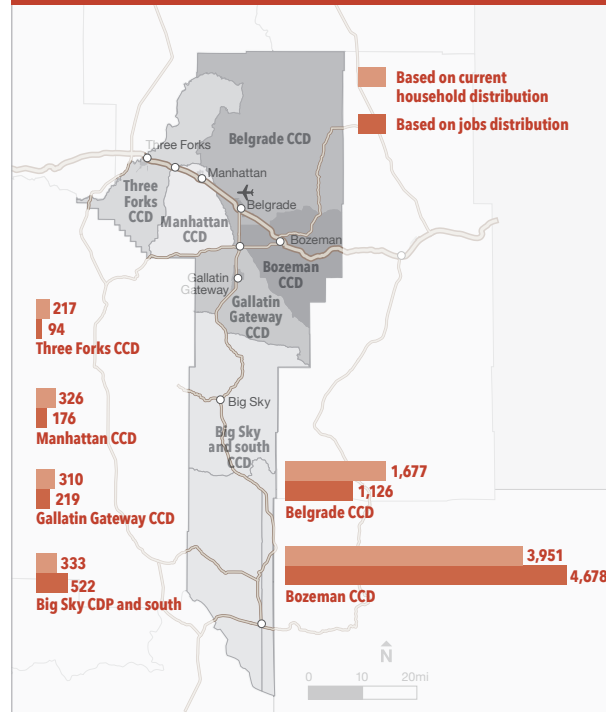 Based on current
household distribution
Based on jobs distribution
Belgrade CCD
Three Forks
Manhattan
Three
Forks
CCD
Belgrade
Manhattan
CCD
Bozeman
Bozeman
CCD
Gallatin
Gateway
Gallatin
Gateway
CCD
217
94
Three Forks CCD
326
176
Manhattan CCD
Big Sky
Big Sky
and south
CCD
310
219
Gallatin Gateway CCD
1,677
1,126
Belgrade CCD
333
522
Big Sky CDP and south
3,951
4,678
Bozeman CCD
N
0 10 20mi